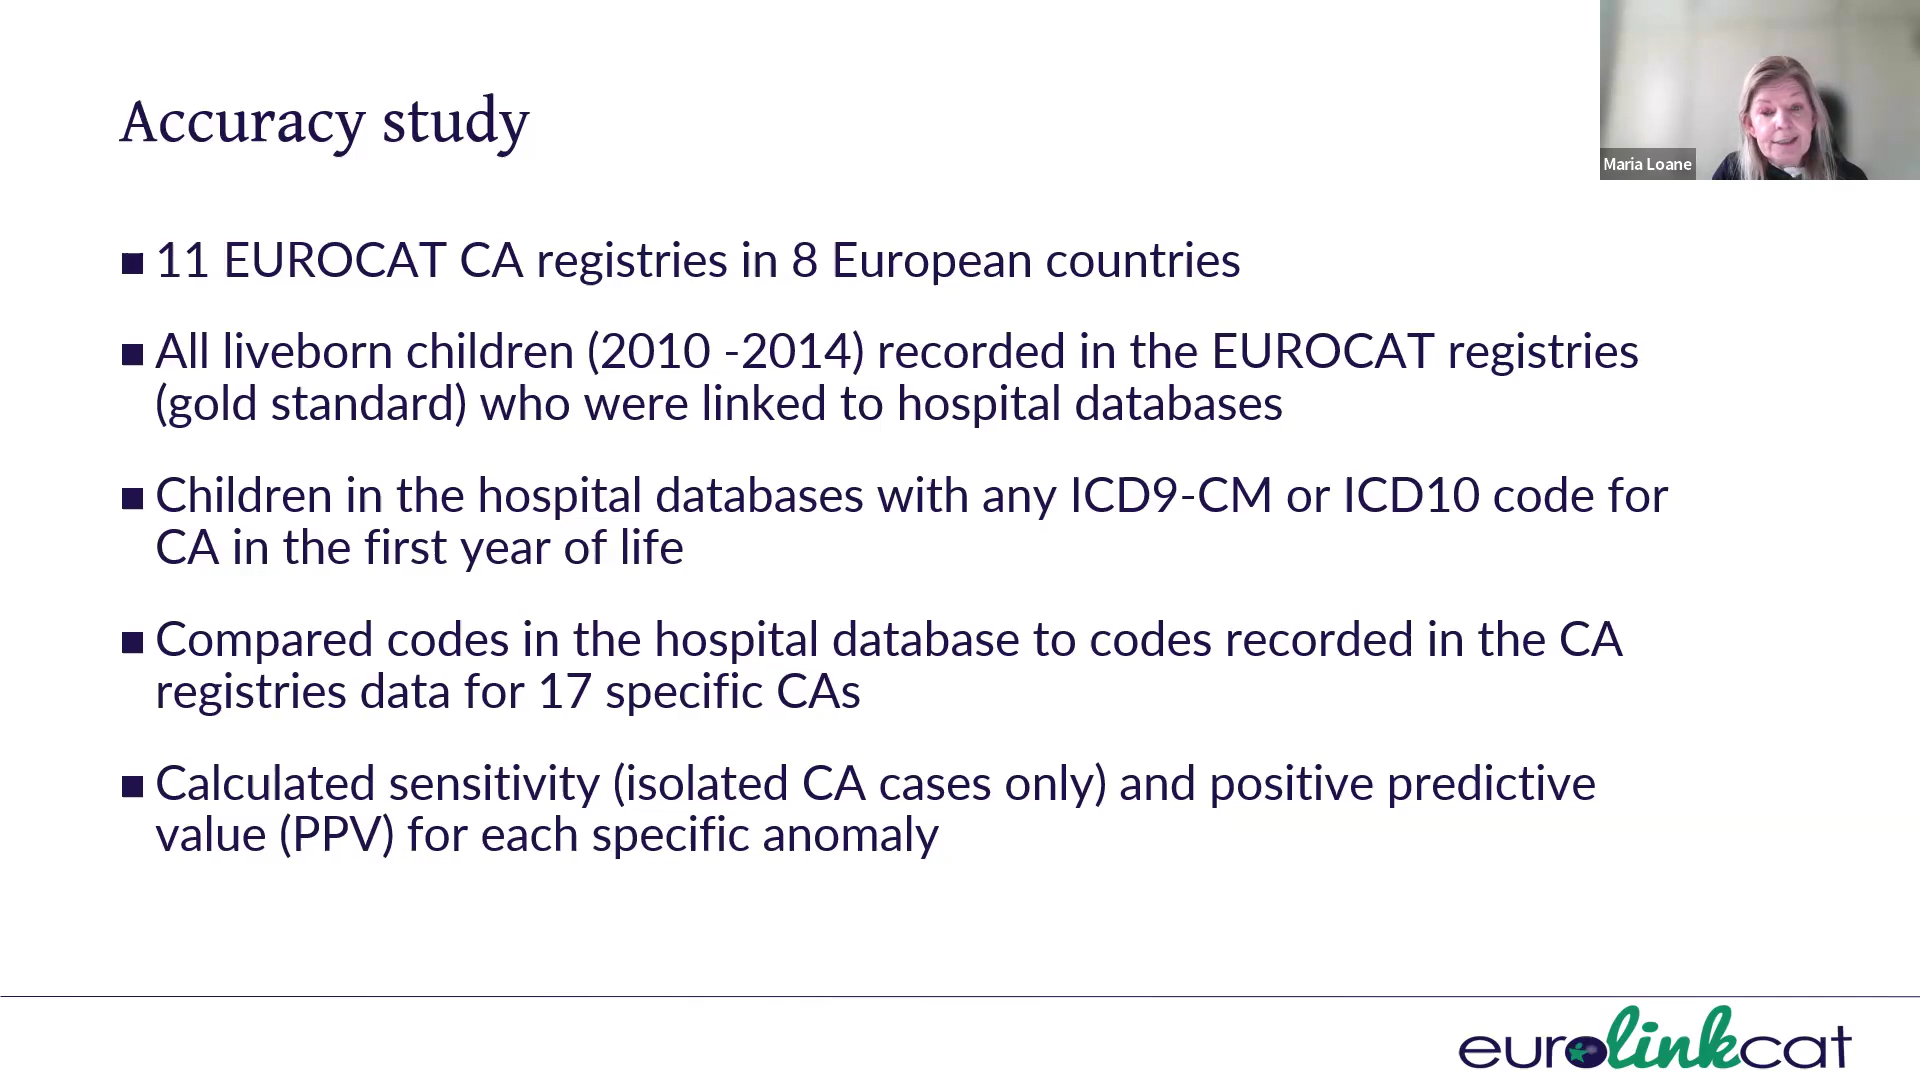 Accuracy study
Maria Loane
■ 11 EUROCAT CA registries in 8 European countries
■ All liveborn children (2010 -2014) recorded in the EUROCAT registries
(gold standard) who were linked to hospital databases
■ Children in the hospital databases with any ICD9-CM or ICD10 code for
CA in the first year of life
■ Compared codes in the hospital database to codes recorded in the CA
registries data for 17 specific CAs
■ Calculated sensitivity (isolated CA cases only) and positive predictive
value (PPV) for each specific anomaly
eurolinkcat